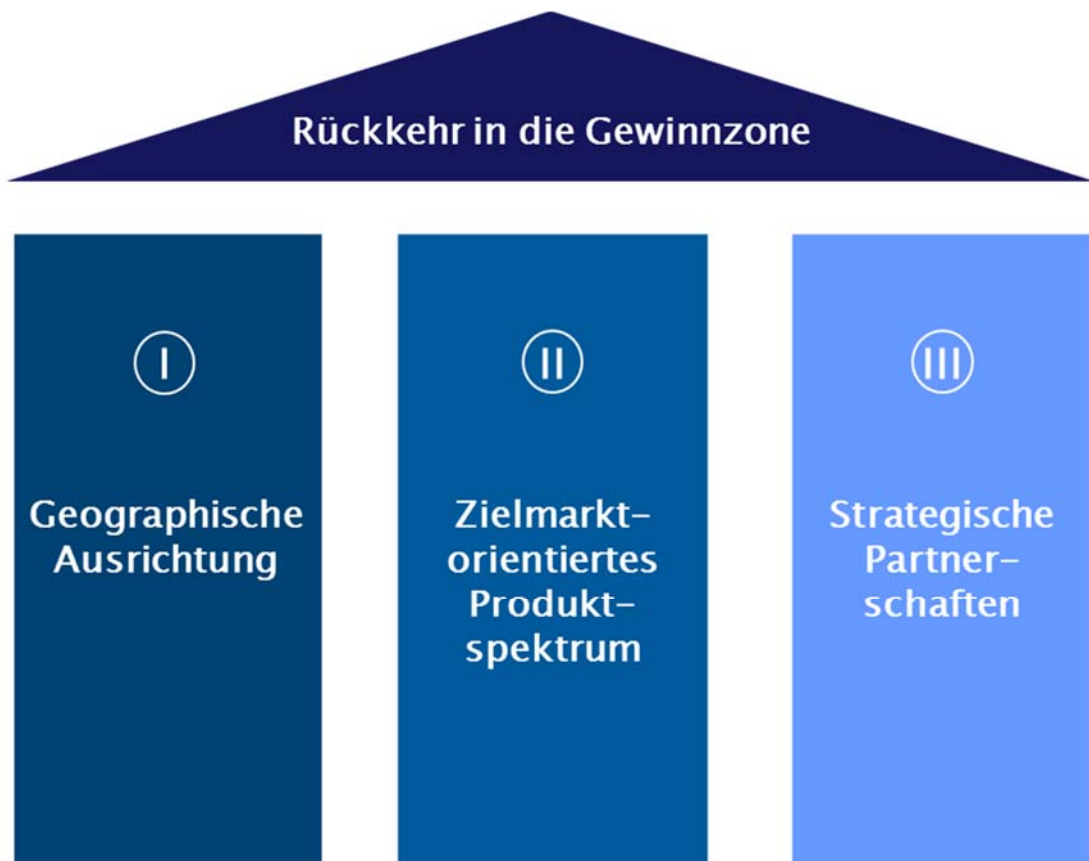 Rückkehr in die Gewinnzone
I
Geographische
Ausrichtung
II
Zielmarkt-
orientiertes
Produkt-
spektrum
III
Strategische
Partner-
schaften